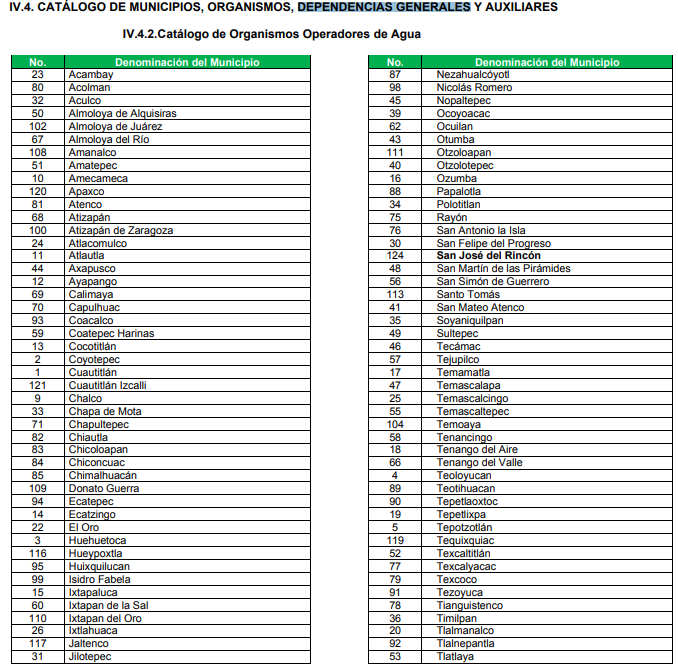 IV.4. CATÁLOGO DE MUNICIPIOS, ORGANISMOS, DEPENDENCIAS GENERALES Y AUXILIARES
IV.4.2.Catálogo de Organismos Operadores de Agua
No. Denominación del Municipio
23 Acambay
80 Acolman
32 Aculco
50 Almoloya de Alquisiras
102 Almoloya de Juárez
67 Almoloya del Río
108 Amanalco
51 Amatepec
10 Amecameca
120 Apaxco
81 Atenco
68 Atizapán
100 Atizapán de Zaragoza
24 Atlacomulco
11 Atlautla
44 Axapusco
12 Ayapango
69 Calimaya
70 Capulhuac
93 Coacalco
59 Coatepec Harinas
13 Cocotitlán
2 Coyotepec
1 Cuautitlán
121 Cuautitlán Izcalli
9 Chalco
33 Chapa de Mota
71 Chapultepec
82 Chiautla
83 Chicoloapan
84 Chiconcuac
85 Chimalhuacán
109 Donato Guerra
94 Ecatepec
14 Ecatzingo
22 El Oro
3 Huehuetoca
116 Hueypoxtla
95 Huixquilucan
99 Isidro Fabela
15 Ixtapaluca
60 Ixtapan de la Sal
110 Ixtapan del Oro
26 Ixtlahuaca
117 Jaltenco
31 Jilotepec
No. Denominación del Municipio
87 Nezahualcóyotl
98 Nicolás Romero
45 Nopaltepec
39 Ocoyoacac
62 Ocuilan
43 Otumba
111 Otzoloapan
40 Otzolotepec
16 Ozumba
88 Papalotla
34 Polotitlan
75 Rayón
76 San Antonio la Isla
30 San Felipe del Progreso
124 San José del Rincón
48 San Martín de las Pirámides
56 San Simón de Guerrero
113 Santo Tomás
41 San Mateo Atenco
35 Soyaniquilpan
49 Sultepec
46 Tecámac
57 Tejupilco
17 Temamatla
47 Temascalapa
25 Temascalcingo
55 Temascaltepec
104 Temoaya
58 Tenancingo
18 Tenango del Aire
66 Tenango del Valle
4 Teoloyucan
89 Teotihuacan
90 Tepetlaoxtoc
19 Tepetlixpa
5 Tepotzotlán
119 Tequixquiac
52 Texcaltitlán
77 Texcalyacac
79 Texcoco
91 Tezoyuca
78 Tianguistenco
36 Timilpan
20 Tlalmanalco
92 Tlalnepantla
53 Tlatlaya